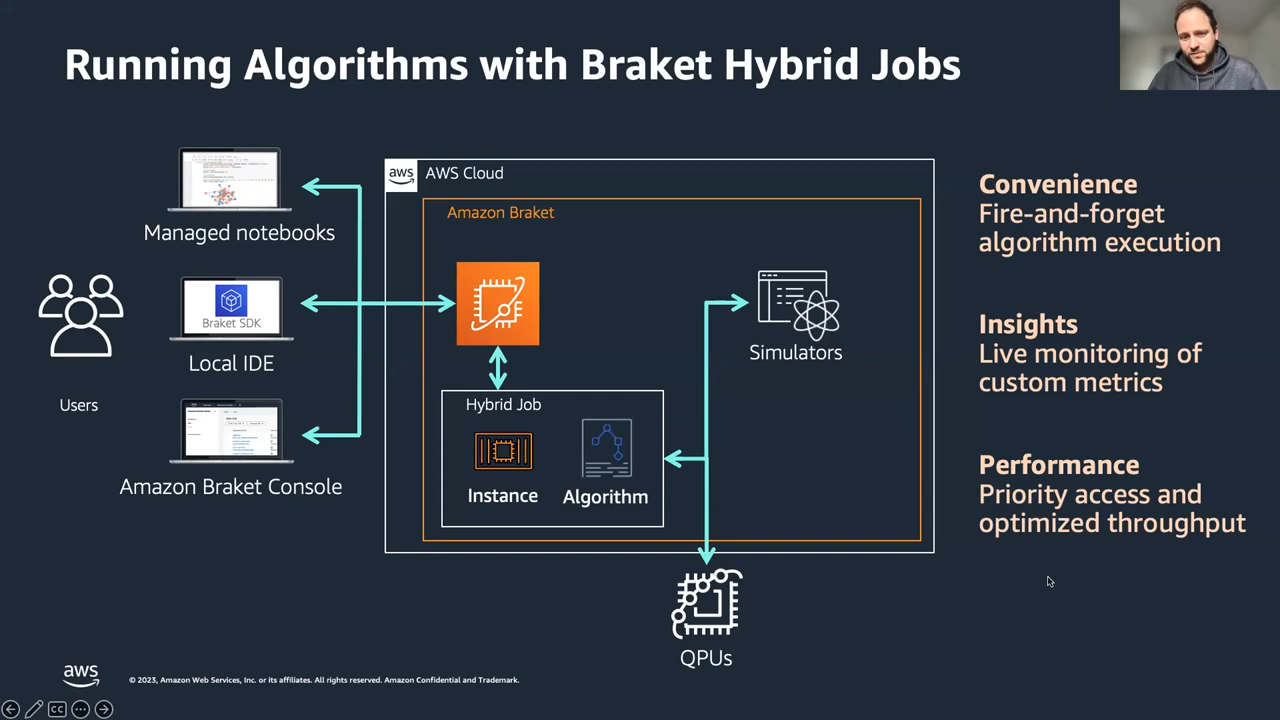 Running Algorithms with Braket Hybrid Jobs
Managed notebooks
Braket SDK
Local IDE
Users
Amazon Braket Console
aws
AWS Cloud
Amazon Braket
Hybrid Job
Instance
Algorithm
Simulators
QPUs
Convenience
Fire-and-forget
algorithm execution
Insights
Live monitoring of
custom metrics
Performance
Priority access and
optimized throughput
aws
© 2023, Amazon Web Services, Inc. or its affiliates. All rights reserved. Amazon Confidential and Trademark.
CC